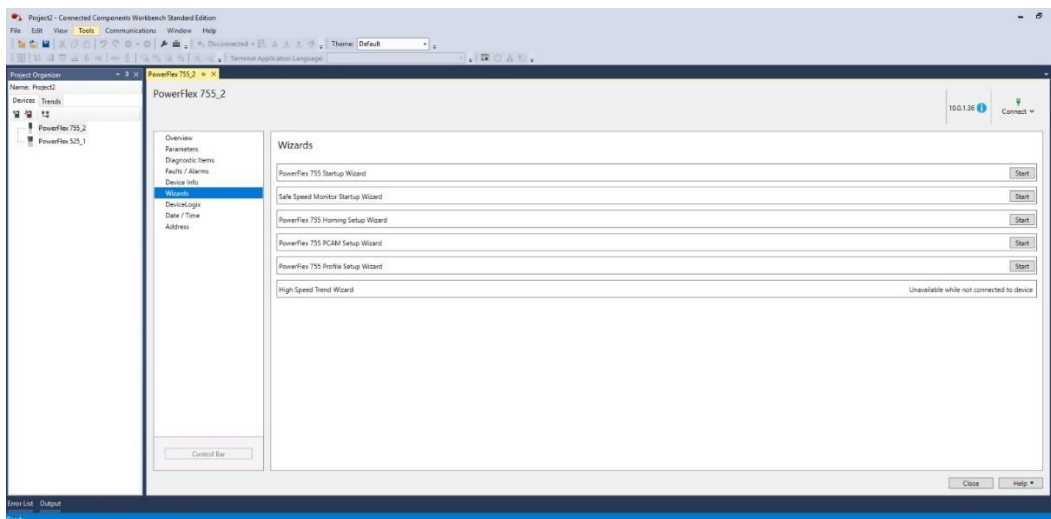 Project2 - Connected Components Workbench Standard Edition
File Edit View Tools Communications Window Help
Disconnected Theme: Default
Terminal Application Language:
Project Organizer
PowerFlex 755_2
Name: Project2
Devices Trends
PowerFlex 755_2
PowerFlex 525_1
PowerFlex 755_2
10.0.1.36 Connect
Overview
Parameters
Diagnostic Items
Faults / Alarms
Device Info
Wizards
DeviceLogix
Date / Time
Address
Control Bar
Wizards
PowerFlex 755 Startup Wizard Start
Safe Speed Monitor Startup Wizard Start
PowerFlex 755 Homing Setup Wizard Start
PowerFlex 755 PCAM Setup Wizard Start
PowerFlex 755 Profile Setup Wizard Start
High Speed Trend Wizard Unavailable while not connected to device
Close Help
Error List Output